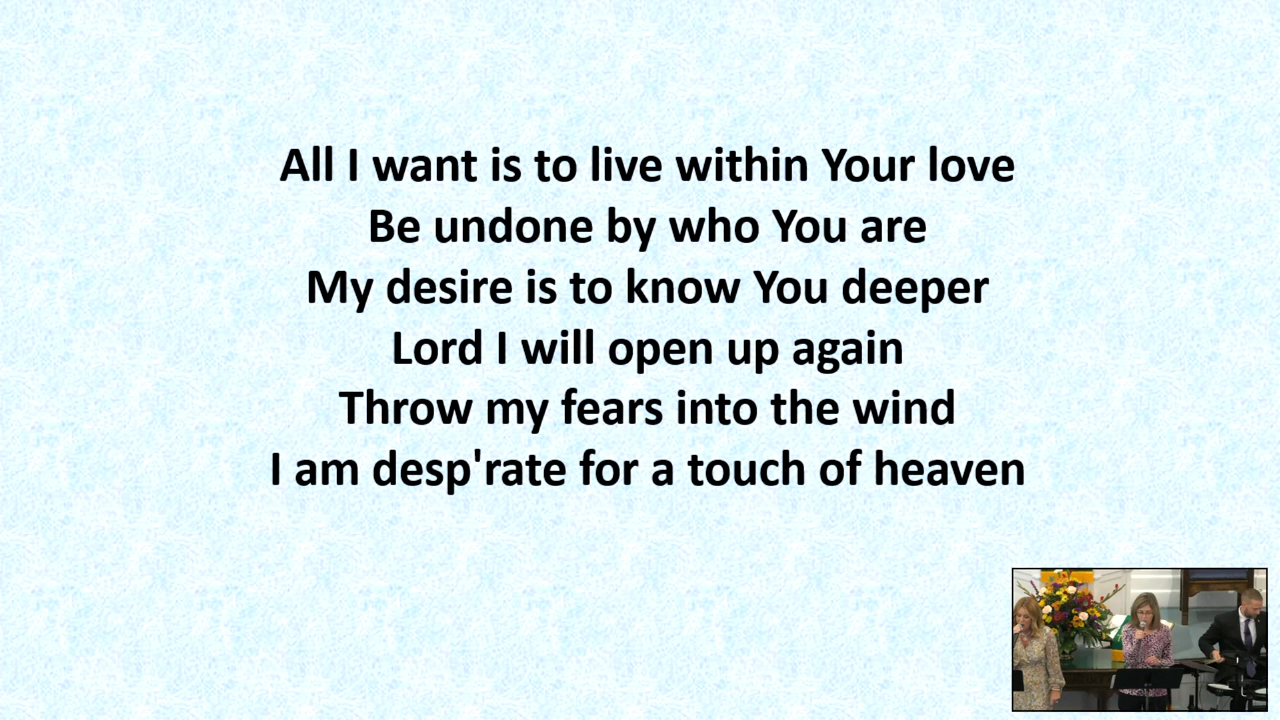 All I want is to live within Your love
Be undone by who You are
My desire is to know You deeper
Lord I will open up again
Throw my fears into the wind
I am desp'rate for a touch of heaven